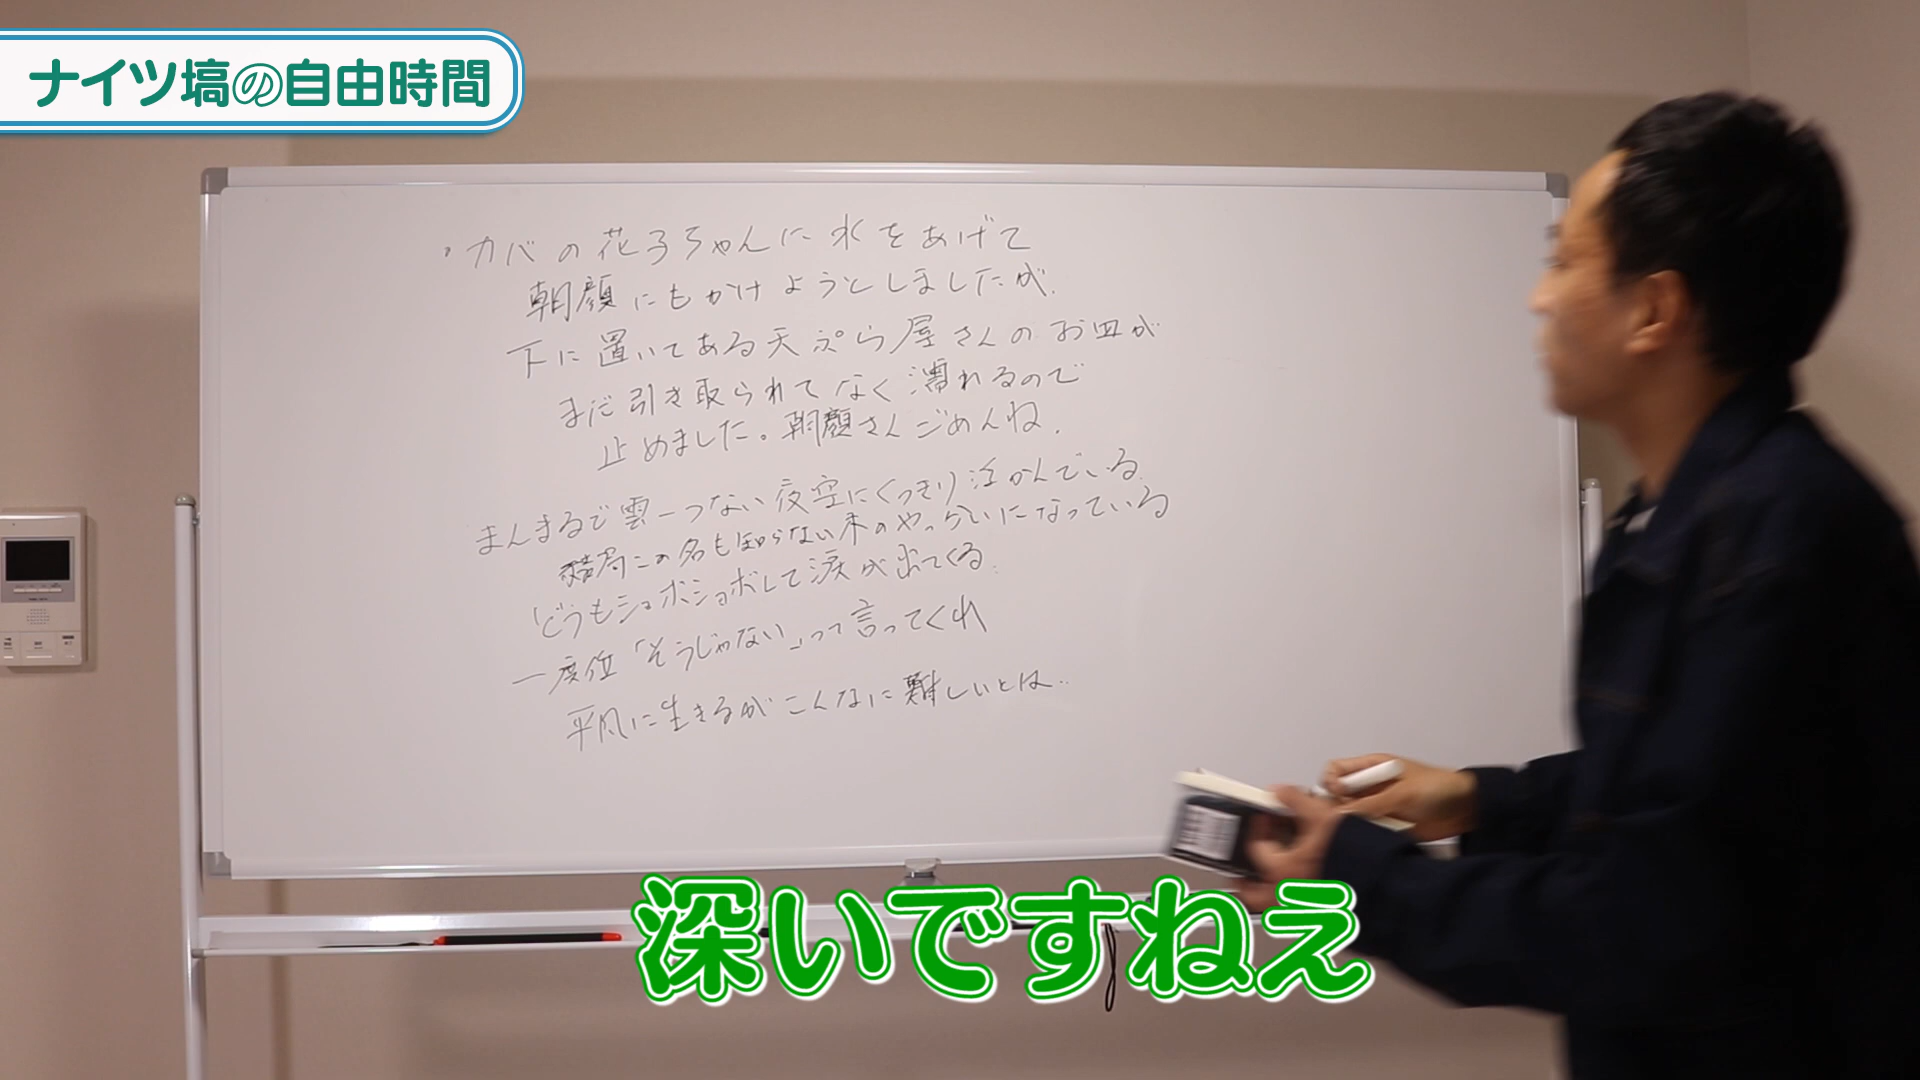 ナイツ塙の自由時間
・カバの花子ちゃんに水をあげて
朝顔にもかけようとしましたが、
下に置いてある天ぷら屋さんのお皿が
まだ引き取られてなく濡れるので
止めました。朝顔さんごめんね。
まんまるで雲一つない夜空にくっきり浮かんでいる
結局この名も知らない木のやっかいになっている
どうもショボショボして涙が出てくる。
一度位「そうじゃない」って言ってくれ
平凡に生きるがこんなに難しいとは…
深いですねえ